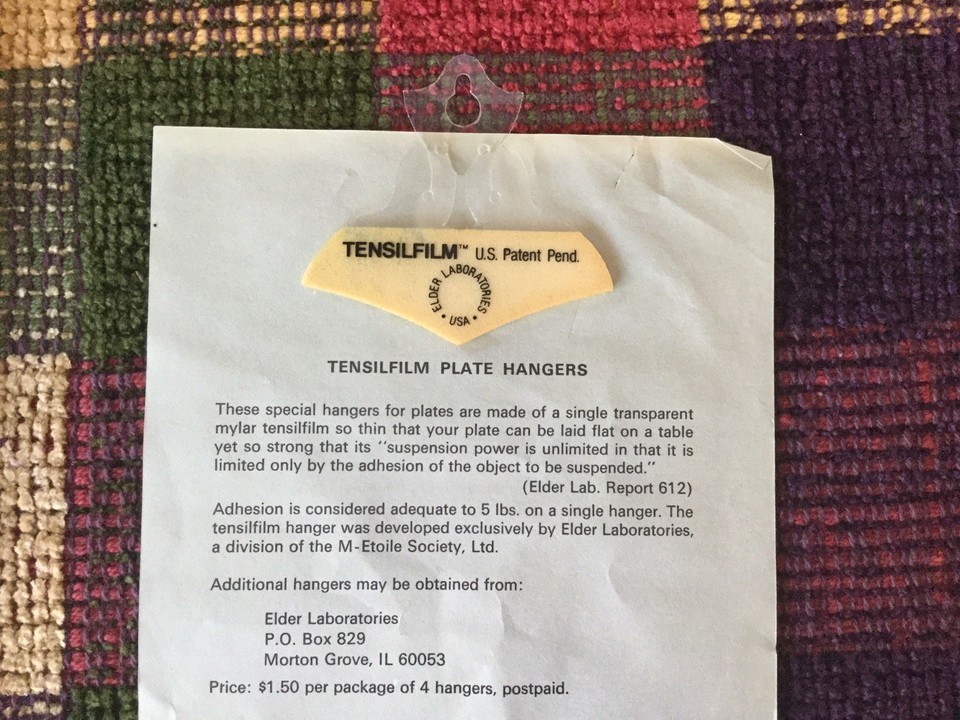 TENSILFILM™ U.S. Patent Pend.
• ELDER LABORATORIES •
USA
TENSILFILM PLATE HANGERS
These special hangers for plates are made of a single transparent
mylar tensilfilm so thin that your plate can be laid flat on a table
yet so strong that its ''suspension power is unlimited in that it is
limited only by the adhesion of the object to be suspended.''
(Elder Lab. Report 612)
Adhesion is considered adequate to 5 lbs. on a single hanger. The
tensilfilm hanger was developed exclusively by Elder Laboratories,
a division of the M-Etoile Society, Ltd.
Additional hangers may be obtained from:
Elder Laboratories
P.O. Box 829
Morton Grove, IL 60053
Price: $1.50 per package of 4 hangers, postpaid.